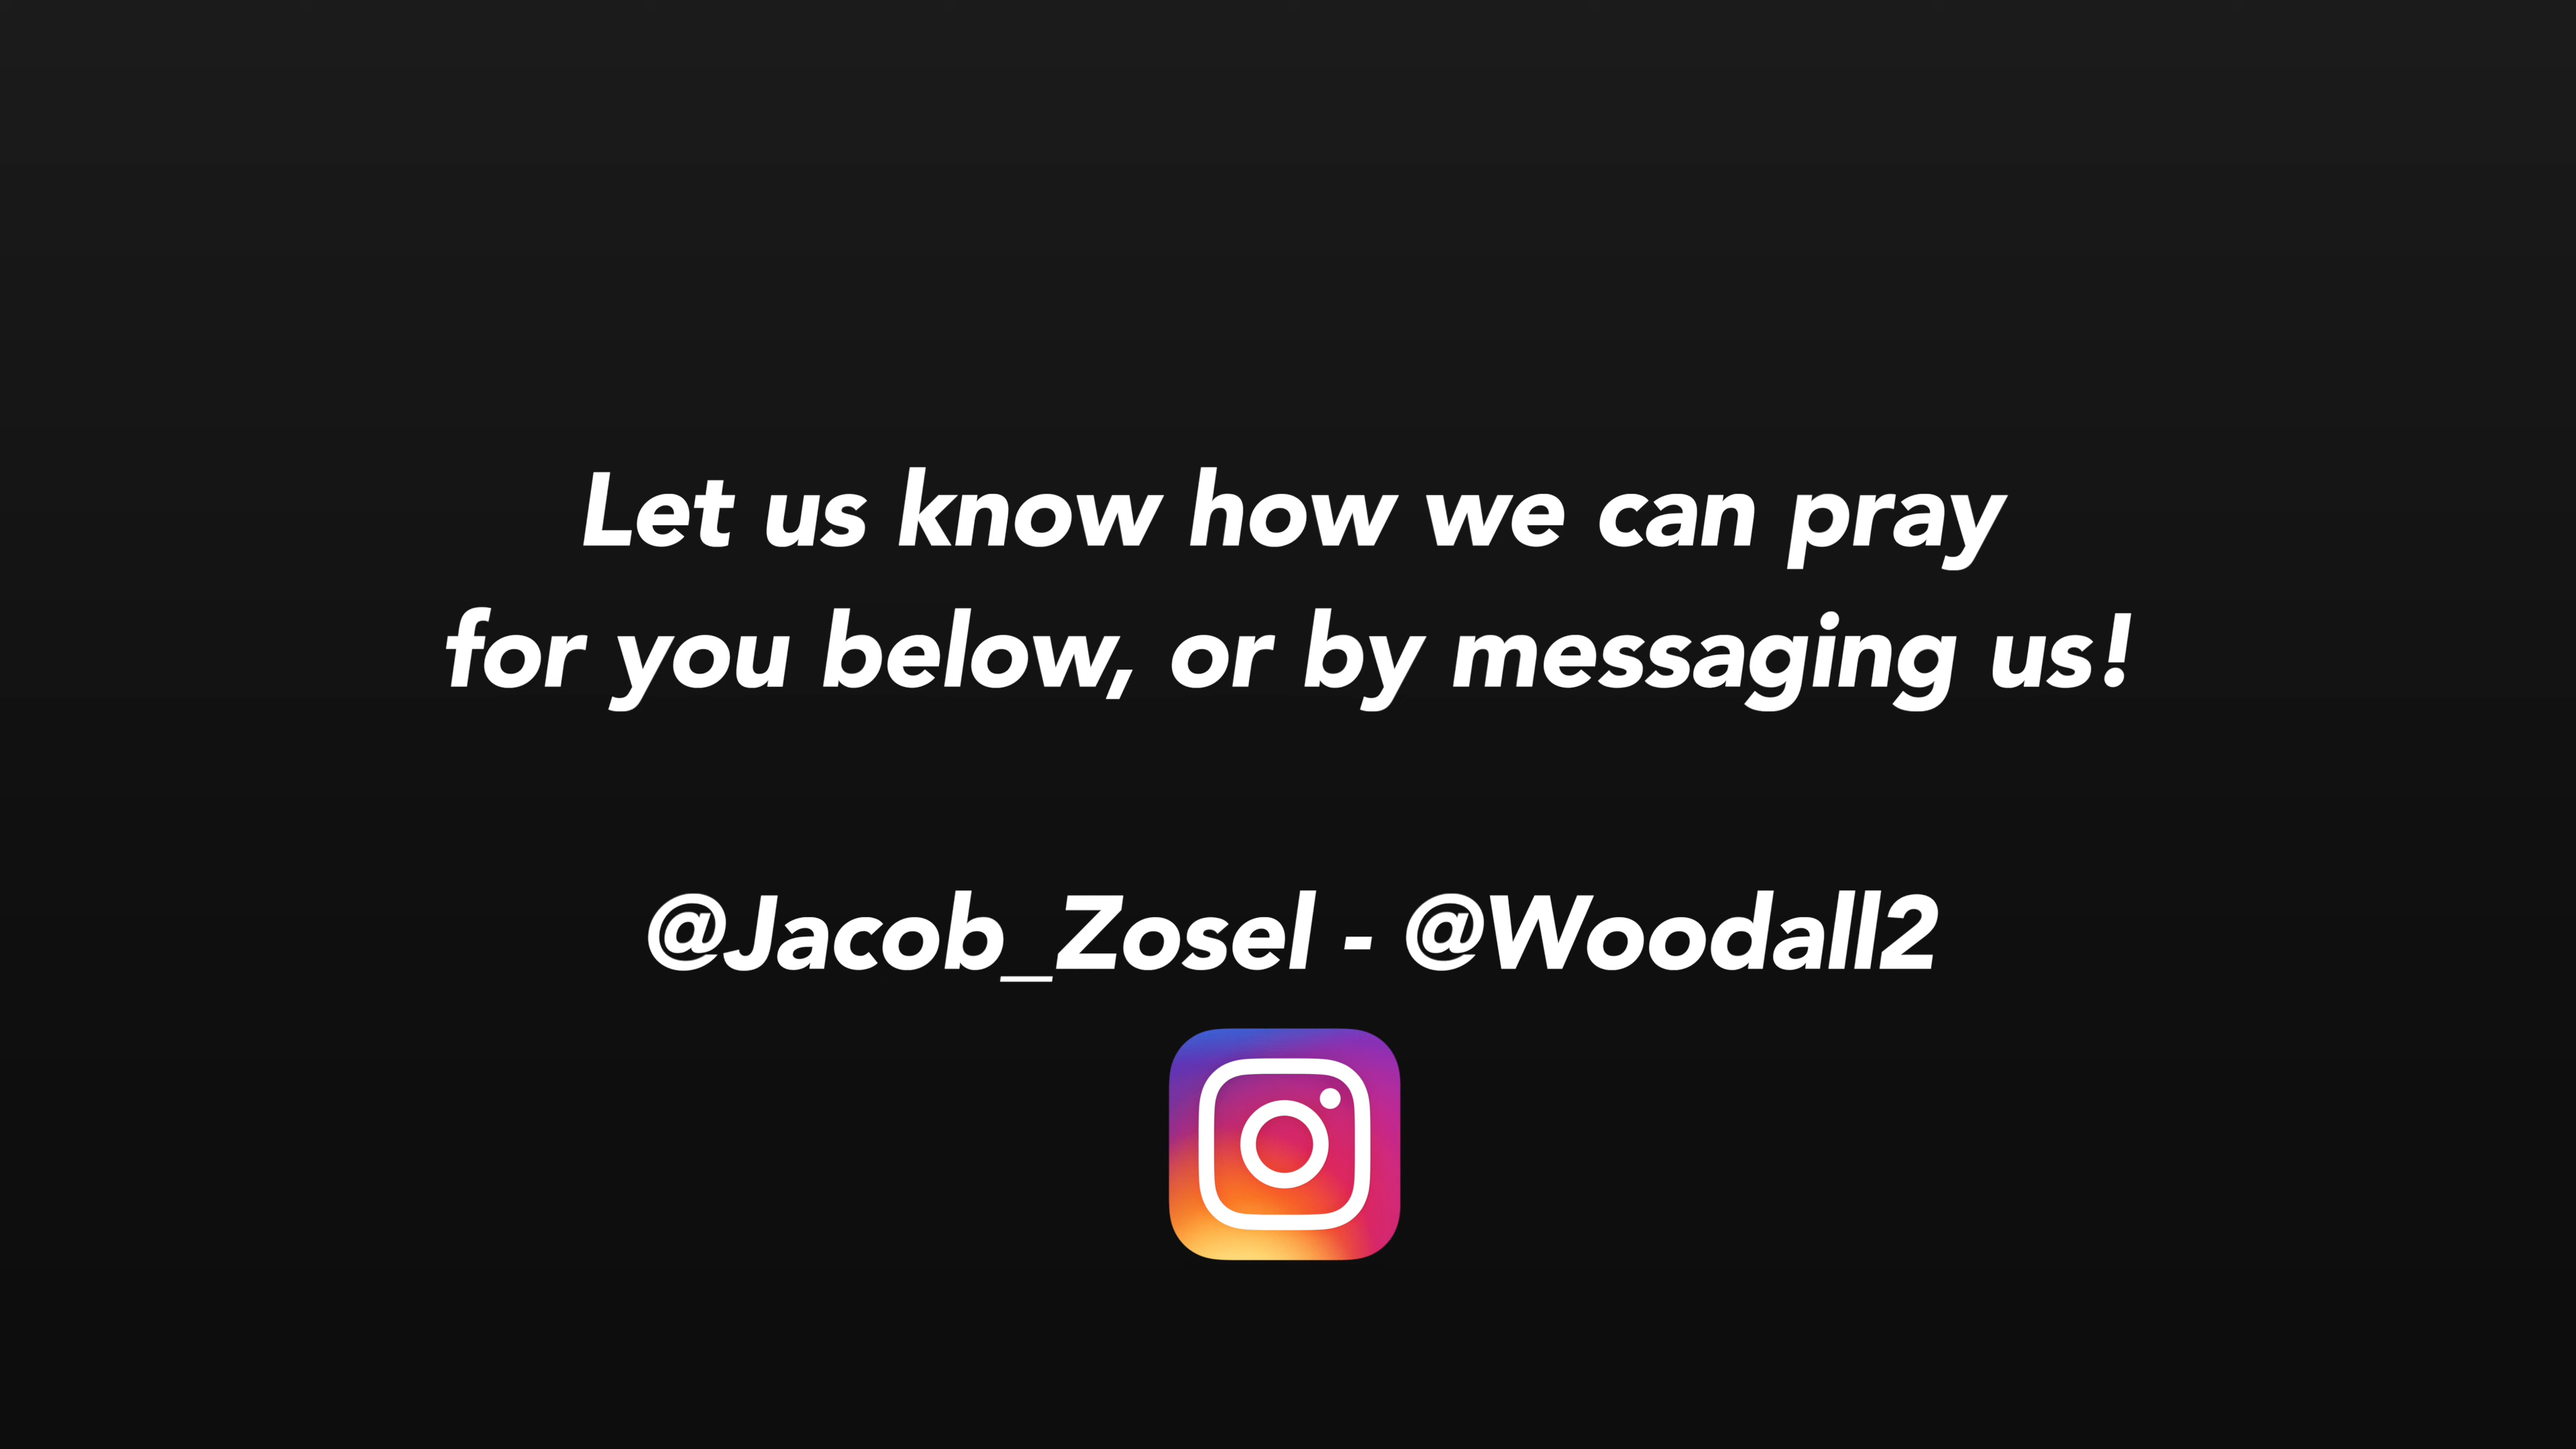 Let us know how we can pray
for you below, or by messaging us!
@Jacob_Zosel - @Woodall2